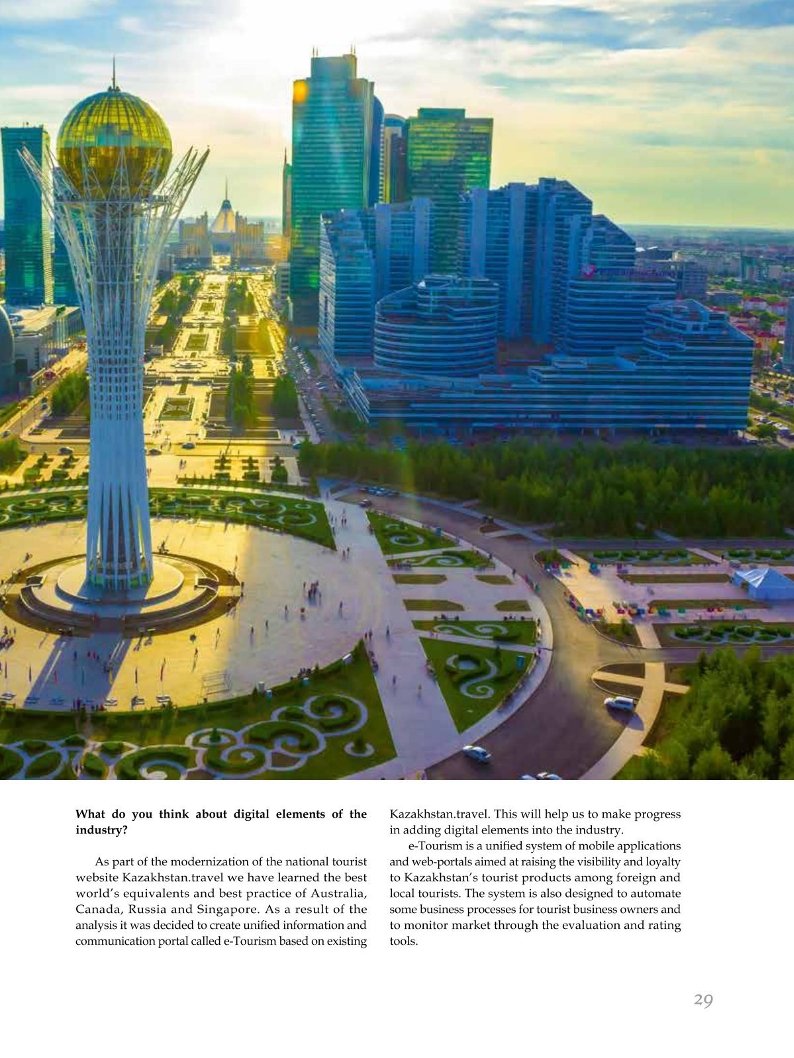 What do you think about digital elements of the
industry?
As part of the modernization of the national tourist
website Kazakhstan.travel we have learned the best
world's equivalents and best practice of Australia,
Canada, Russia and Singapore. As a result of the
analysis it was decided to create unified information and
communication portal called e-Tourism based on existing
Kazakhstan.travel. This will help us to make progress
in adding digital elements into the industry.
e-Tourism is a unified system of mobile applications
and web-portals aimed at raising the visibility and loyalty
to Kazakhstan's tourist products among foreign and
local tourists. The system is also designed to automate
some business processes for tourist business owners and
to monitor market through the evaluation and rating
tools.
29